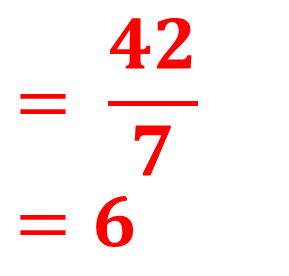 = 42/7
= 6